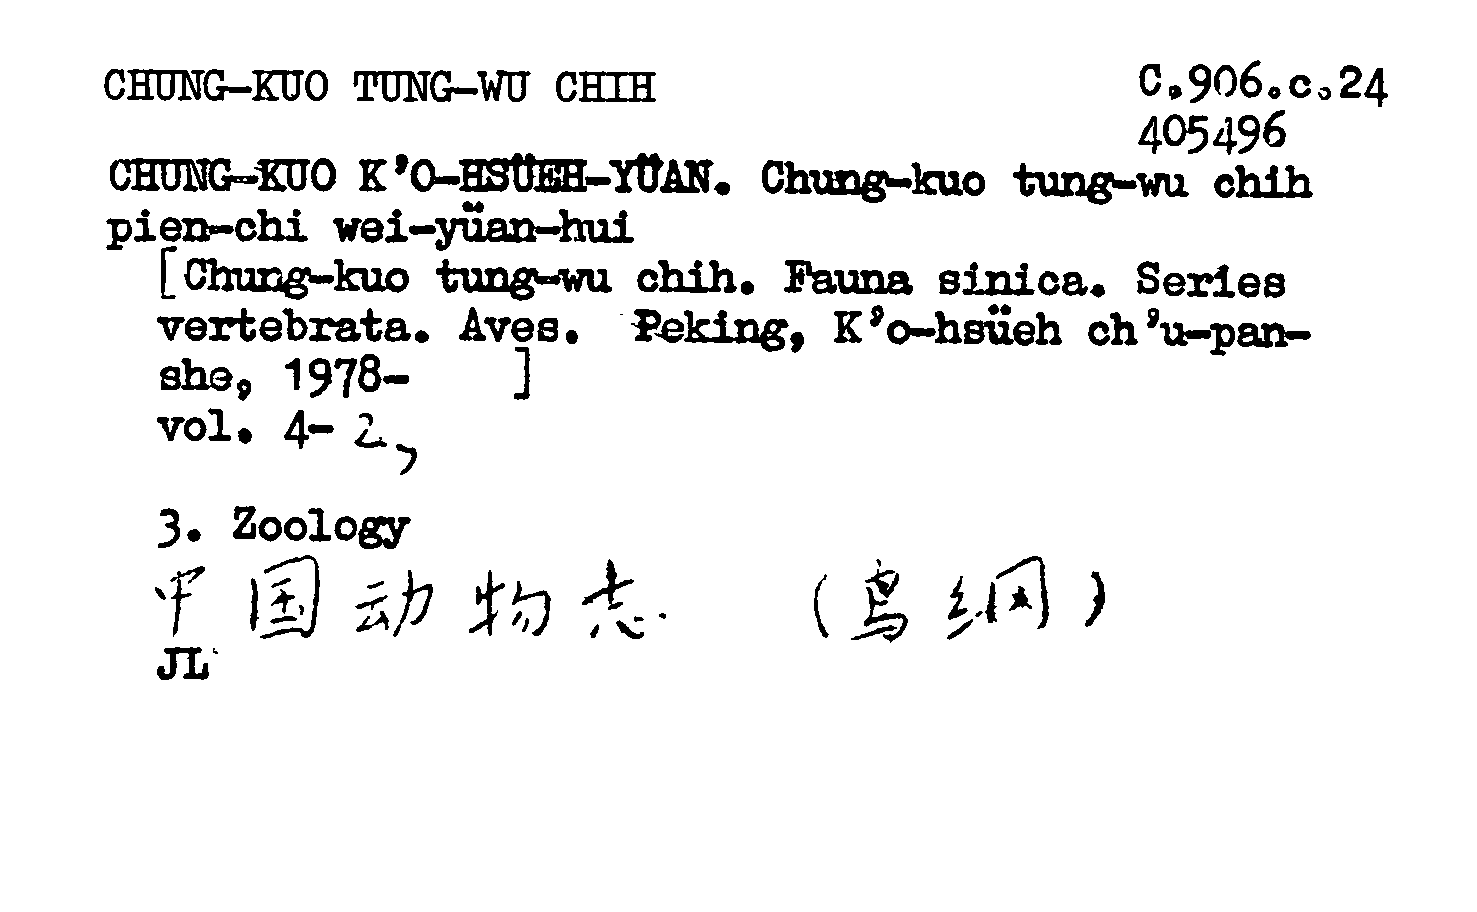 CHUNG-KUO TUNG-WU CHIH C.906.c.24
405496
CHUNG-KUO K'O-HSÜEH-YÜAN. Chung-kuo tung-wu chih
pien-chi wei-yüan-hui
[Chung-kuo tung-wu chih. Fauna sinica. Series
vertebrata. Aves. Peking, K'o-hsüeh ch'u-pan-
she, 1978- ]
vol. 4- 2,
3. Zoology
中国动物志. (鸟纲)
JL